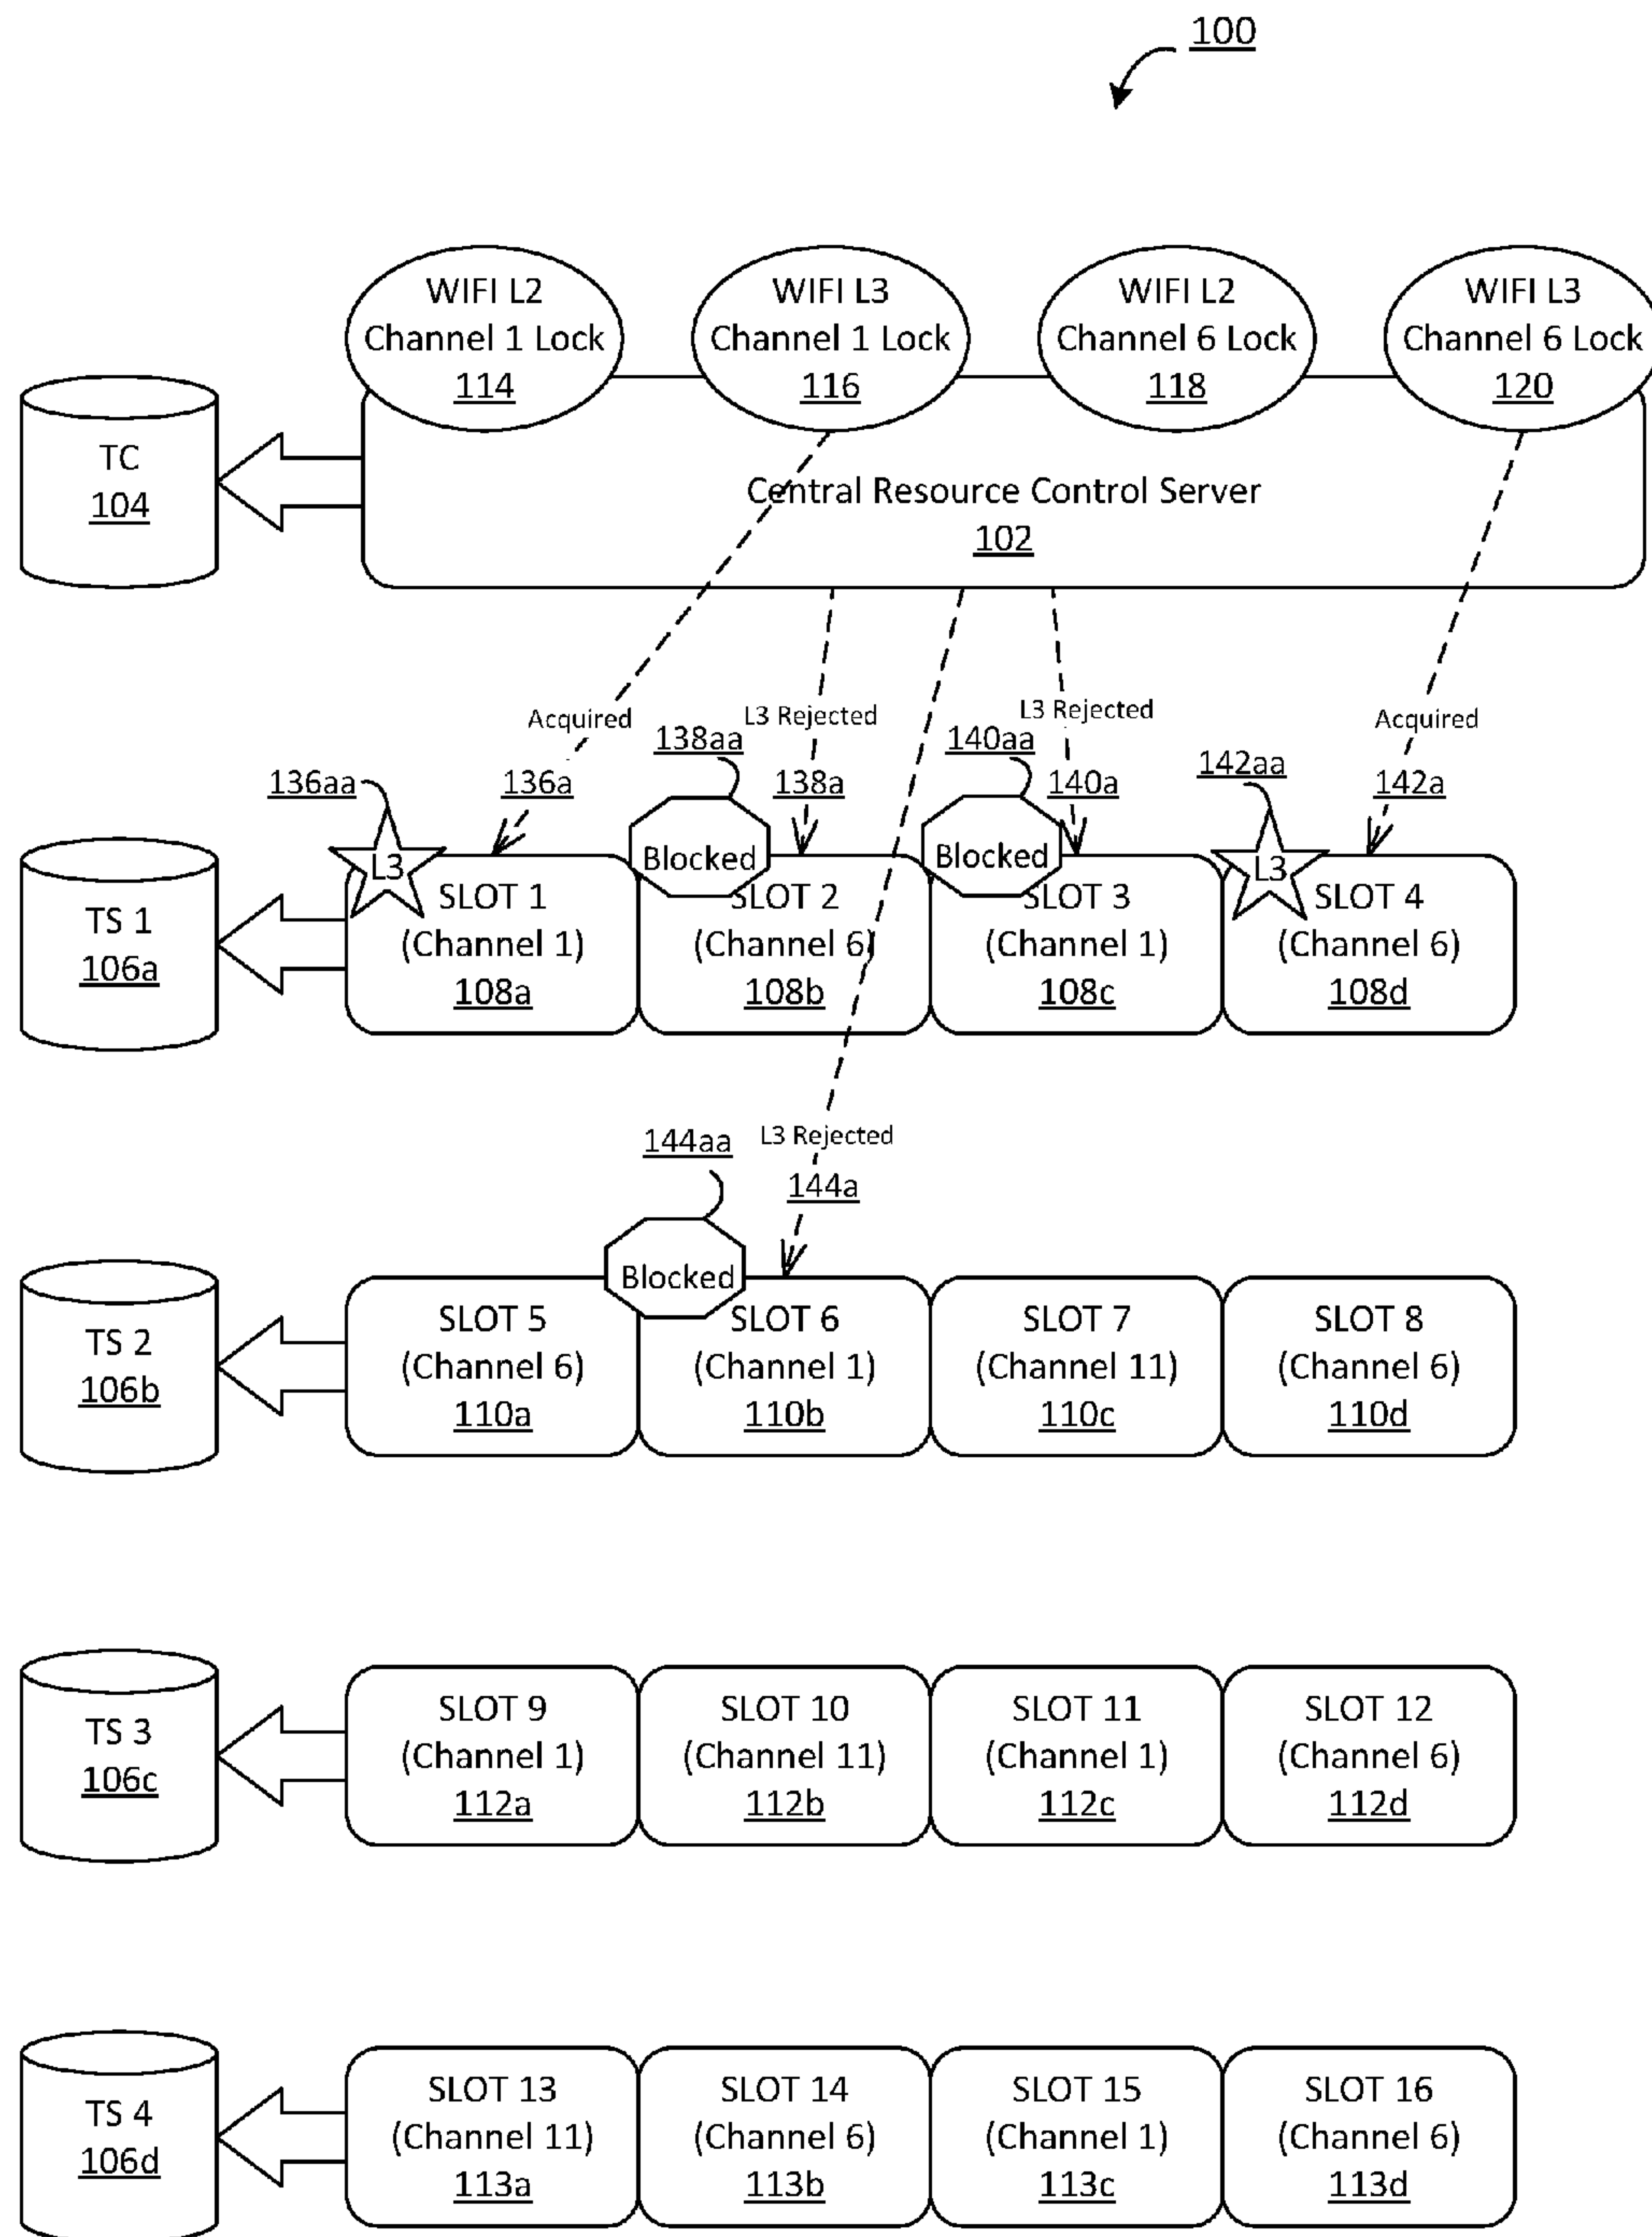 100
WIFI L2
Channel 1 Lock
114
WIFI L3
Channel 1 Lock
116
WIFI L2
Channel 6 Lock
118
WIFI L3
Channel 6 Lock
120
TC
104
Central Resource Control Server
102
Acquired
L3 Rejected
L3 Rejected
Acquired
136aa
136a
138aa
138a
140aa
140a
142aa
142a
TS 1
106a
L3
SLOT 1
(Channel 1)
108a
Blocked
SLOT 2
(Channel 6)
108b
Blocked
SLOT 3
(Channel 1)
108c
L3
SLOT 4
(Channel 6)
108d
144aa
L3 Rejected
144a
TS 2
106b
SLOT 5
(Channel 6)
110a
Blocked
SLOT 6
(Channel 1)
110b
SLOT 7
(Channel 11)
110c
SLOT 8
(Channel 6)
110d
TS 3
106c
SLOT 9
(Channel 1)
112a
SLOT 10
(Channel 11)
112b
SLOT 11
(Channel 1)
112c
SLOT 12
(Channel 6)
112d
TS 4
106d
SLOT 13
(Channel 11)
113a
SLOT 14
(Channel 6)
113b
SLOT 15
(Channel 1)
113c
SLOT 16
(Channel 6)
113d